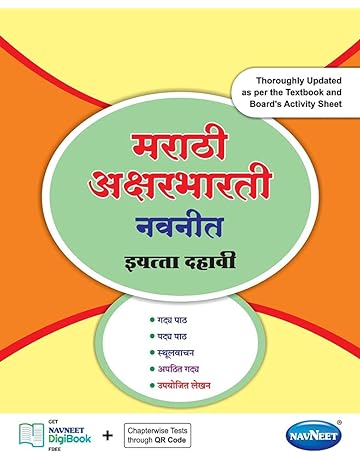 Thoroughly Updated
as per the Textbook and
Board's Activity Sheet
मराठी
अक्षरभारती
नवनीत
इयत्ता दहावी
• गद्य पाठ
• पद्य पाठ
• स्थूलवाचन
• अपठित गद्य
• उपयोजित लेखन
GET
NAVNEET
DigiBook
FREE
+
Chapterwise Tests
through QR Code
NAVNEET